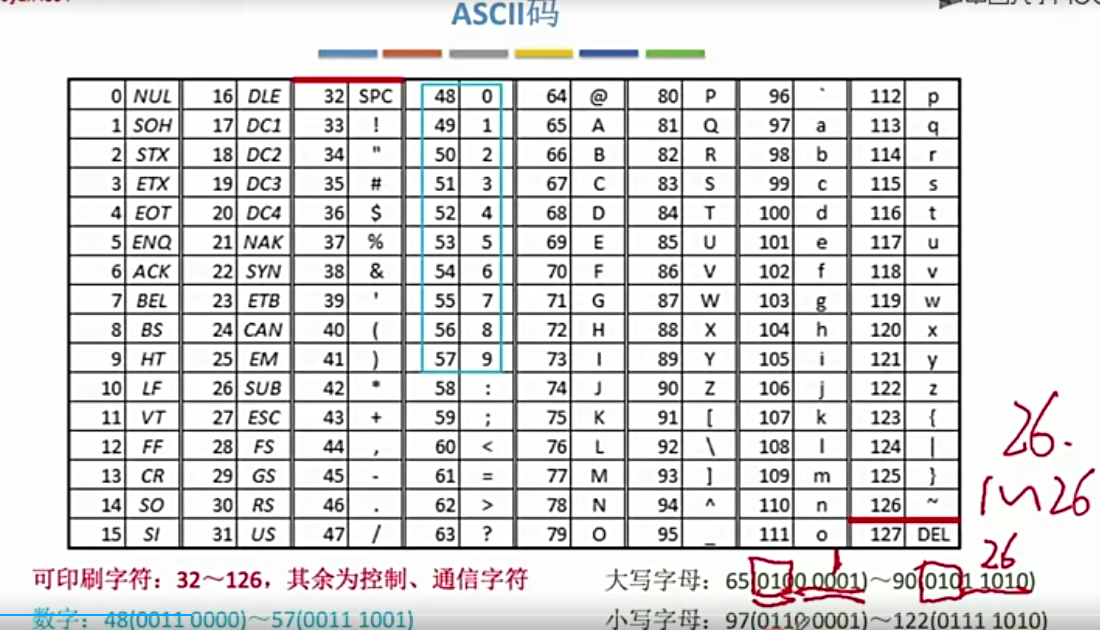 ASCII码
0 NUL 16 DLE 32 SPC 48 0 64 @ 80 P 96 ` 112 p
1 SOH 17 DC1 33 ! 49 1 65 A 81 Q 97 a 113 q
2 STX 18 DC2 34 " 50 2 66 B 82 R 98 b 114 r
3 ETX 19 DC3 35 # 51 3 67 C 83 S 99 c 115 s
4 EOT 20 DC4 36 $ 52 4 68 D 84 T 100 d 116 t
5 ENQ 21 NAK 37 % 53 5 69 E 85 U 101 e 117 u
6 ACK 22 SYN 38 & 54 6 70 F 86 V 102 f 118 v
7 BEL 23 ETB 39 ' 55 7 71 G 87 W 103 g 119 w
8 BS 24 CAN 40 ( 56 8 72 H 88 X 104 h 120 x
9 HT 25 EM 41 ) 57 9 73 I 89 Y 105 i 121 y
10 LF 26 SUB 42 * 58 : 74 J 90 Z 106 j 122 z
11 VT 27 ESC 43 + 59 ; 75 K 91 [ 107 k 123 {
12 FF 28 FS 44 , 60 < 76 L 92 \ 108 l 124 |
13 CR 29 GS 45 - 61 = 77 M 93 ] 109 m 125 }
14 SO 30 RS 46 . 62 > 78 N 94 ^ 110 n 126 ~
15 SI 31 US 47 / 63 ? 79 O 95 _ 111 o 127 DEL
26.
1~26
1 26
可印刷字符：32～126，其余为控制、通信字符
大写字母：65(0100 0001)～90(0101 1010)
数字：48(0011 0000)～57(0011 1001)
小写字母：97(0110 0001)～122(0111 1010)